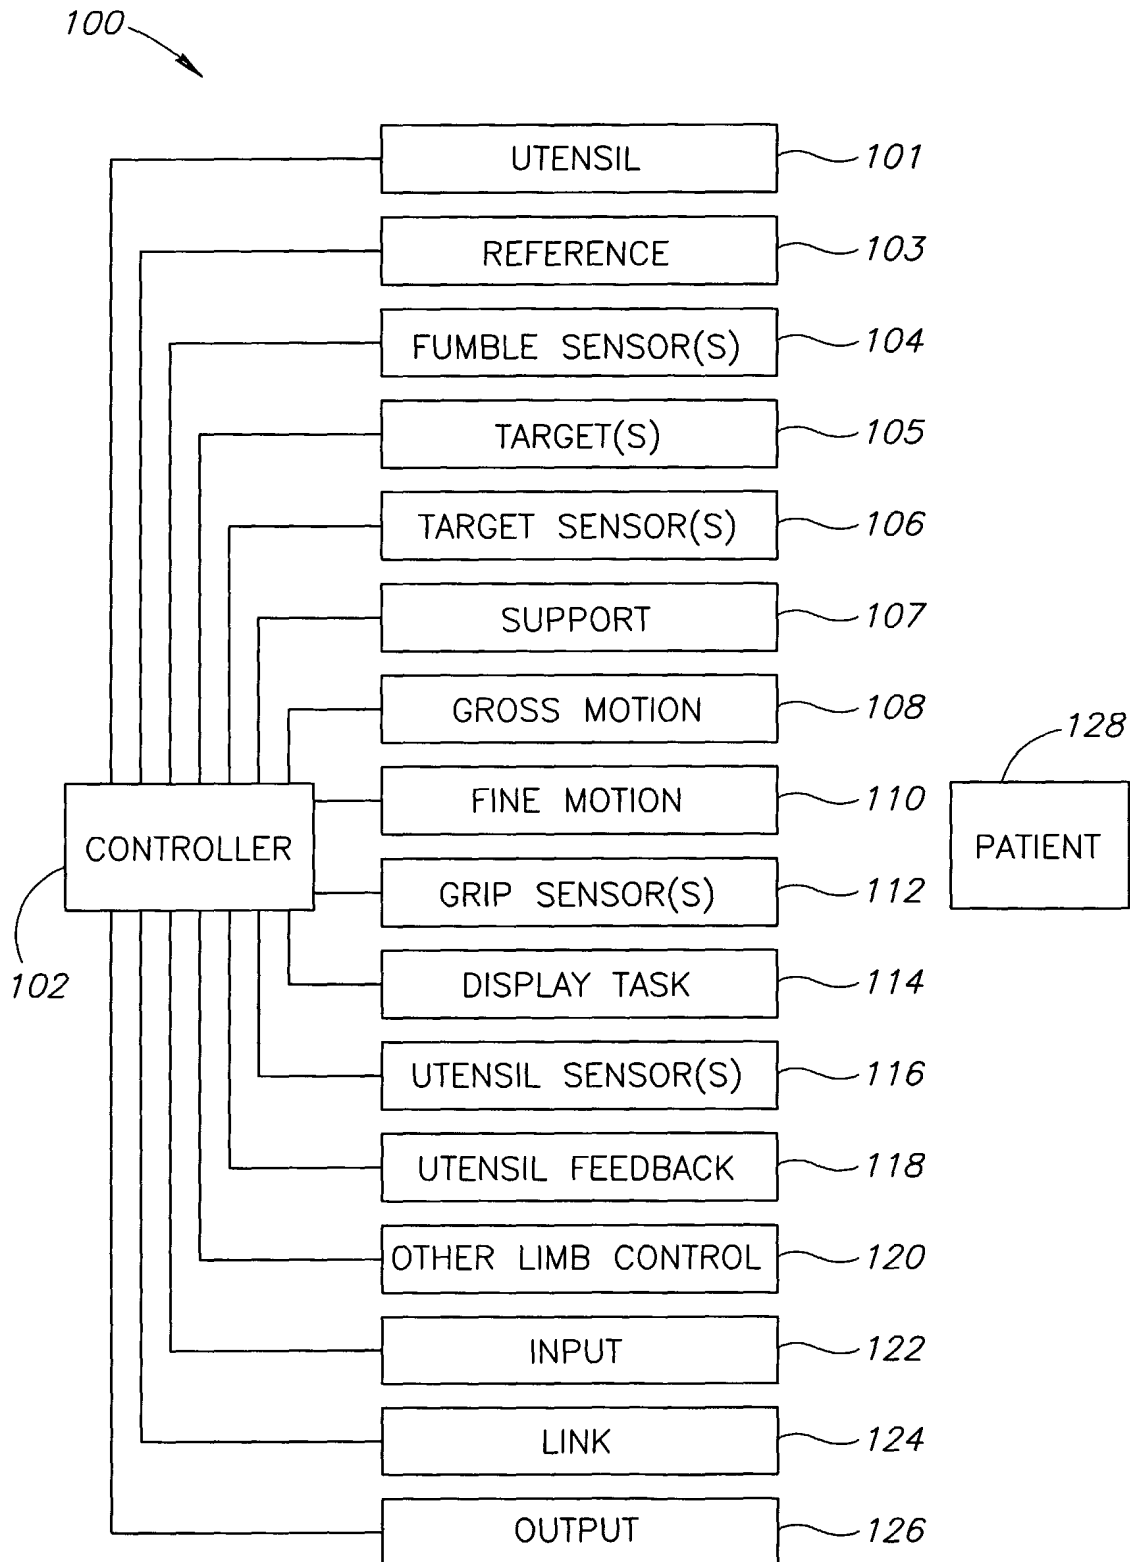 100
UTENSIL 101
REFERENCE 103
FUMBLE SENSOR(S) 104
TARGET(S) 105
TARGET SENSOR(S) 106
SUPPORT 107
GROSS MOTION 108
128
FINE MOTION 110
CONTROLLER
PATIENT
GRIP SENSOR(S) 112
102
DISPLAY TASK 114
UTENSIL SENSOR(S) 116
UTENSIL FEEDBACK 118
OTHER LIMB CONTROL 120
INPUT 122
LINK 124
OUTPUT 126